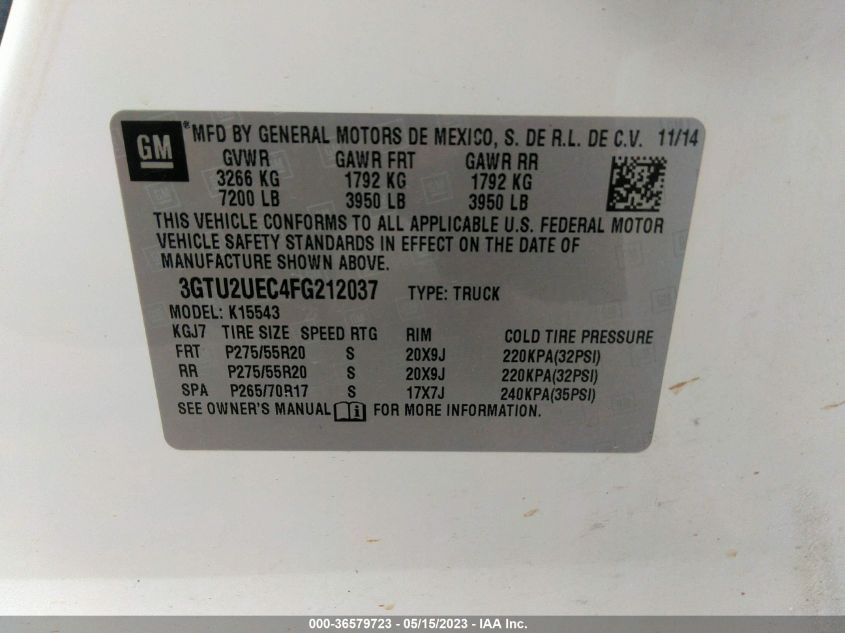 GM ® MFD BY GENERAL MOTORS DE MEXICO, S. DE R.L. DE C.V. 11/14
GVWR GAWR FRT GAWR RR
3266 KG 1792 KG 1792 KG
7200 LB 3950 LB 3950 LB
THIS VEHICLE CONFORMS TO ALL APPLICABLE U.S. FEDERAL MOTOR
VEHICLE SAFETY STANDARDS IN EFFECT ON THE DATE OF
MANUFACTURE SHOWN ABOVE.
3GTU2UEC4FG212037 TYPE: TRUCK
MODEL: K15543
KGJ7 TIRE SIZE SPEED RTG RIM COLD TIRE PRESSURE
FRT P275/55R20 S 20X9J 220KPA(32PSI)
RR P275/55R20 S 20X9J 220KPA(32PSI)
SPA P265/70R17 S 17X7J 240KPA(35PSI)
SEE OWNER'S MANUAL i FOR MORE INFORMATION.
000-36579723 - 05/15/2023 - IAA Inc.